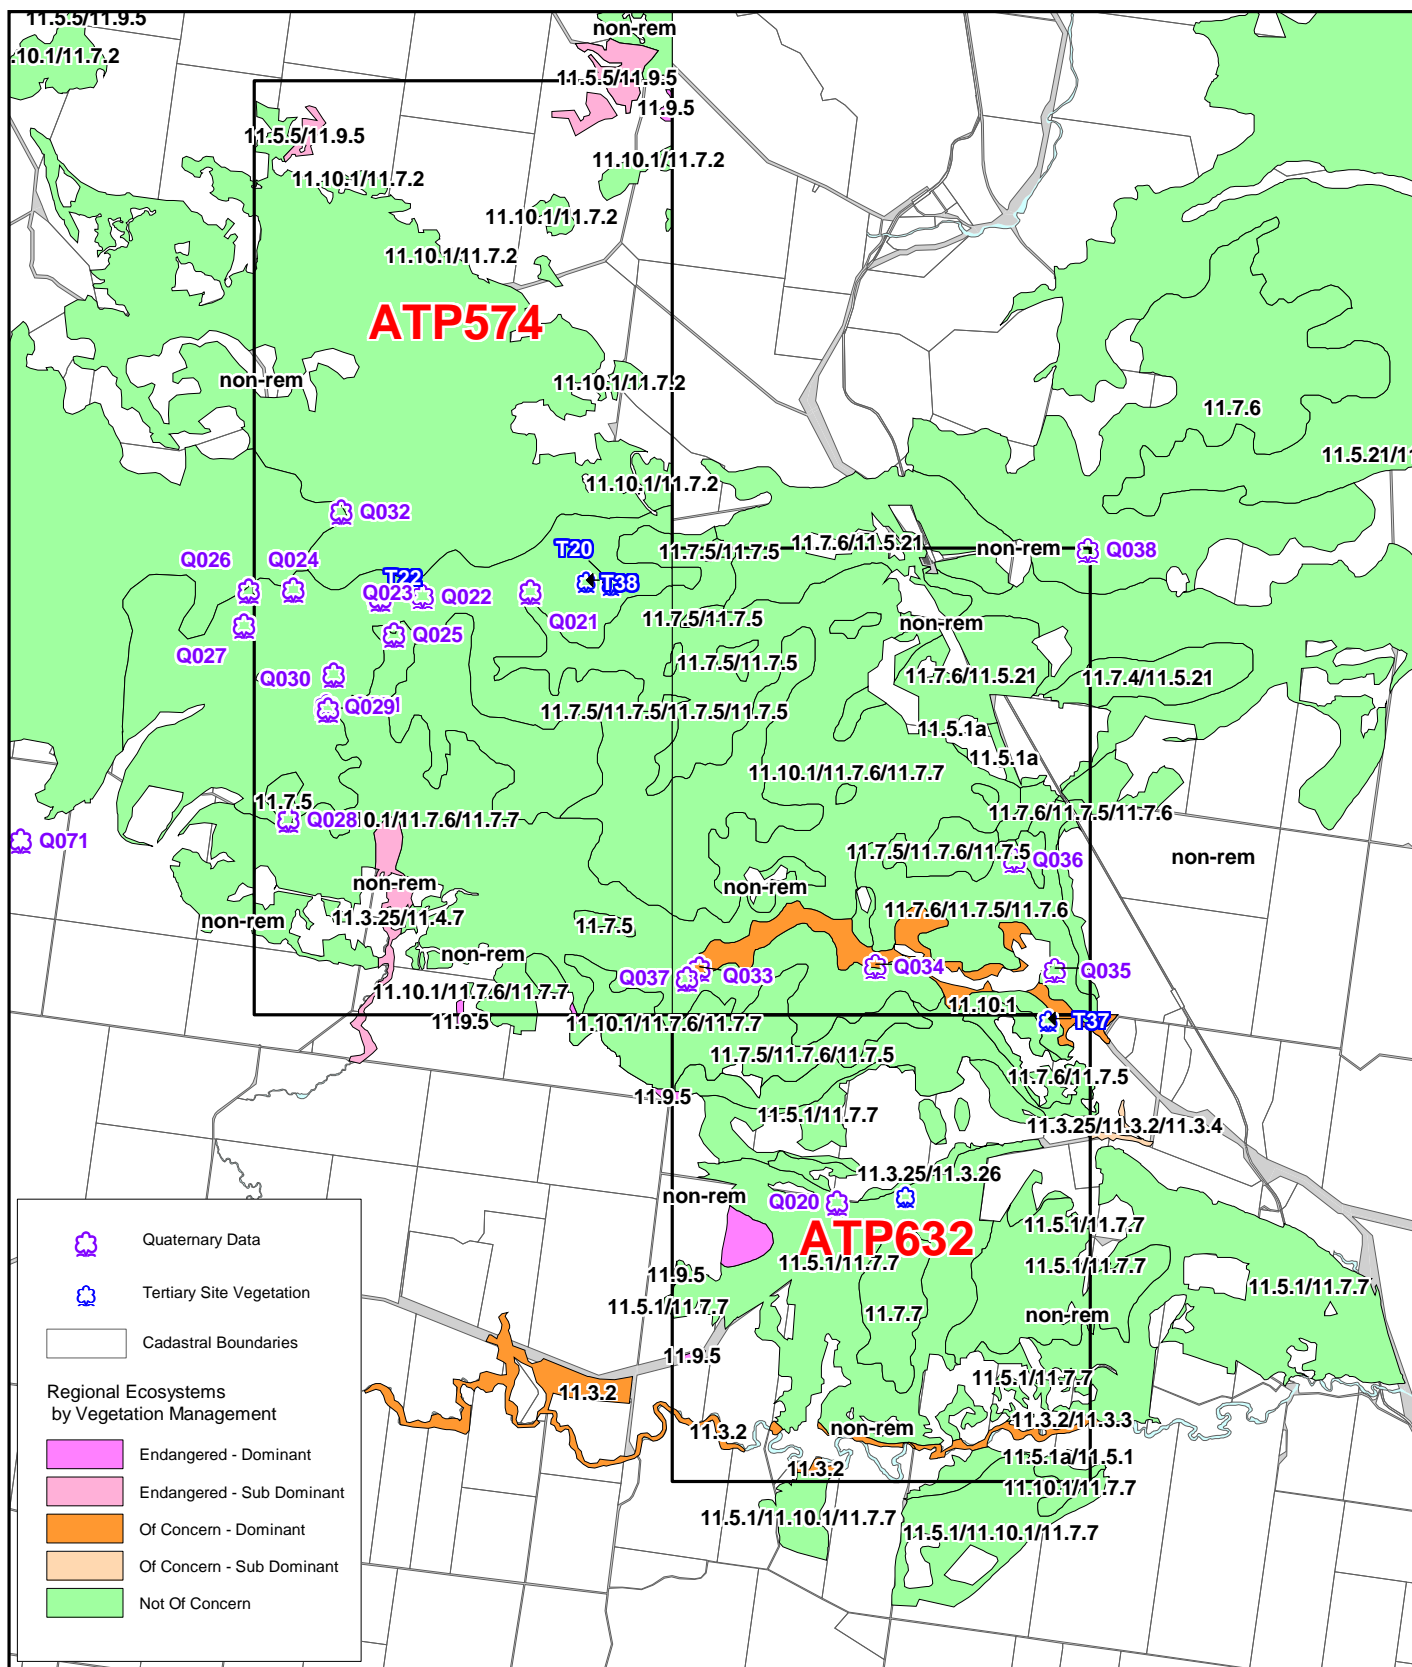 11.5.5/11.9.5
non-rem
.10.1/11.7.2
11.5.5/11.9.5
11.9.5
11.5.5/11.9.5
11.10.1/11.7.2
11.10.1/11.7.2
11.10.1/11.7.2
11.10.1/11.7.2
ATP574
non-rem
11.10.1/11.7.2
11.7.6
11.5.21/11
11.10.1/11.7.2
Q032
11.7.6/11.5.21
T20
11.7.5/11.7.5
non-rem
Q038
Q026
Q024
T22
T38
Q023
Q022
Q021
11.7.5/11.7.5
non-rem
Q025
Q027
11.7.5/11.7.5
Q030
11.7.6/11.5.21
11.7.4/11.5.21
Q029
11.7.5/11.7.5/11.7.5/11.7.5
11.5.1a
11.5.1a
11.10.1/11.7.6/11.7.7
11.7.5
Q028
0.1/11.7.6/11.7.7
11.7.6/11.7.5/11.7.6
Q071
11.7.5/11.7.6/11.7.5
Q036
non-rem
non-rem
non-rem
non-rem
11.3.25/11.4.7
11.7.5
11.7.6/11.7.5/11.7.6
non-rem
Q037
Q033
Q034
Q035
11.10.1/11.7.6/11.7.7
11.10.1
11.9.5
11.10.1/11.7.6/11.7.7
T37
11.7.5/11.7.6/11.7.5
11.7.6/11.7.5
11.9.5
11.5.1/11.7.7
11.3.25/11.3.2/11.3.4
11.3.25/11.3.26
non-rem
Q020
ATP632
11.5.1/11.7.7
11.5.1/11.7.7
11.5.1/11.7.7
11.9.5
11.5.1/11.7.7
11.5.1/11.7.7
11.7.7
non-rem
11.9.5
11.5.1/11.7.7
11.3.2
11.3.2
non-rem
11.3.2/11.3.3
11.5.1a/11.5.1
11.3.2
11.10.1/11.7.7
11.5.1/11.10.1/11.7.7
11.5.1/11.10.1/11.7.7
Quaternary Data
Tertiary Site Vegetation
Cadastral Boundaries
Regional Ecosystems
by Vegetation Management
Endangered - Dominant
Endangered - Sub Dominant
Of Concern - Dominant
Of Concern - Sub Dominant
Not Of Concern